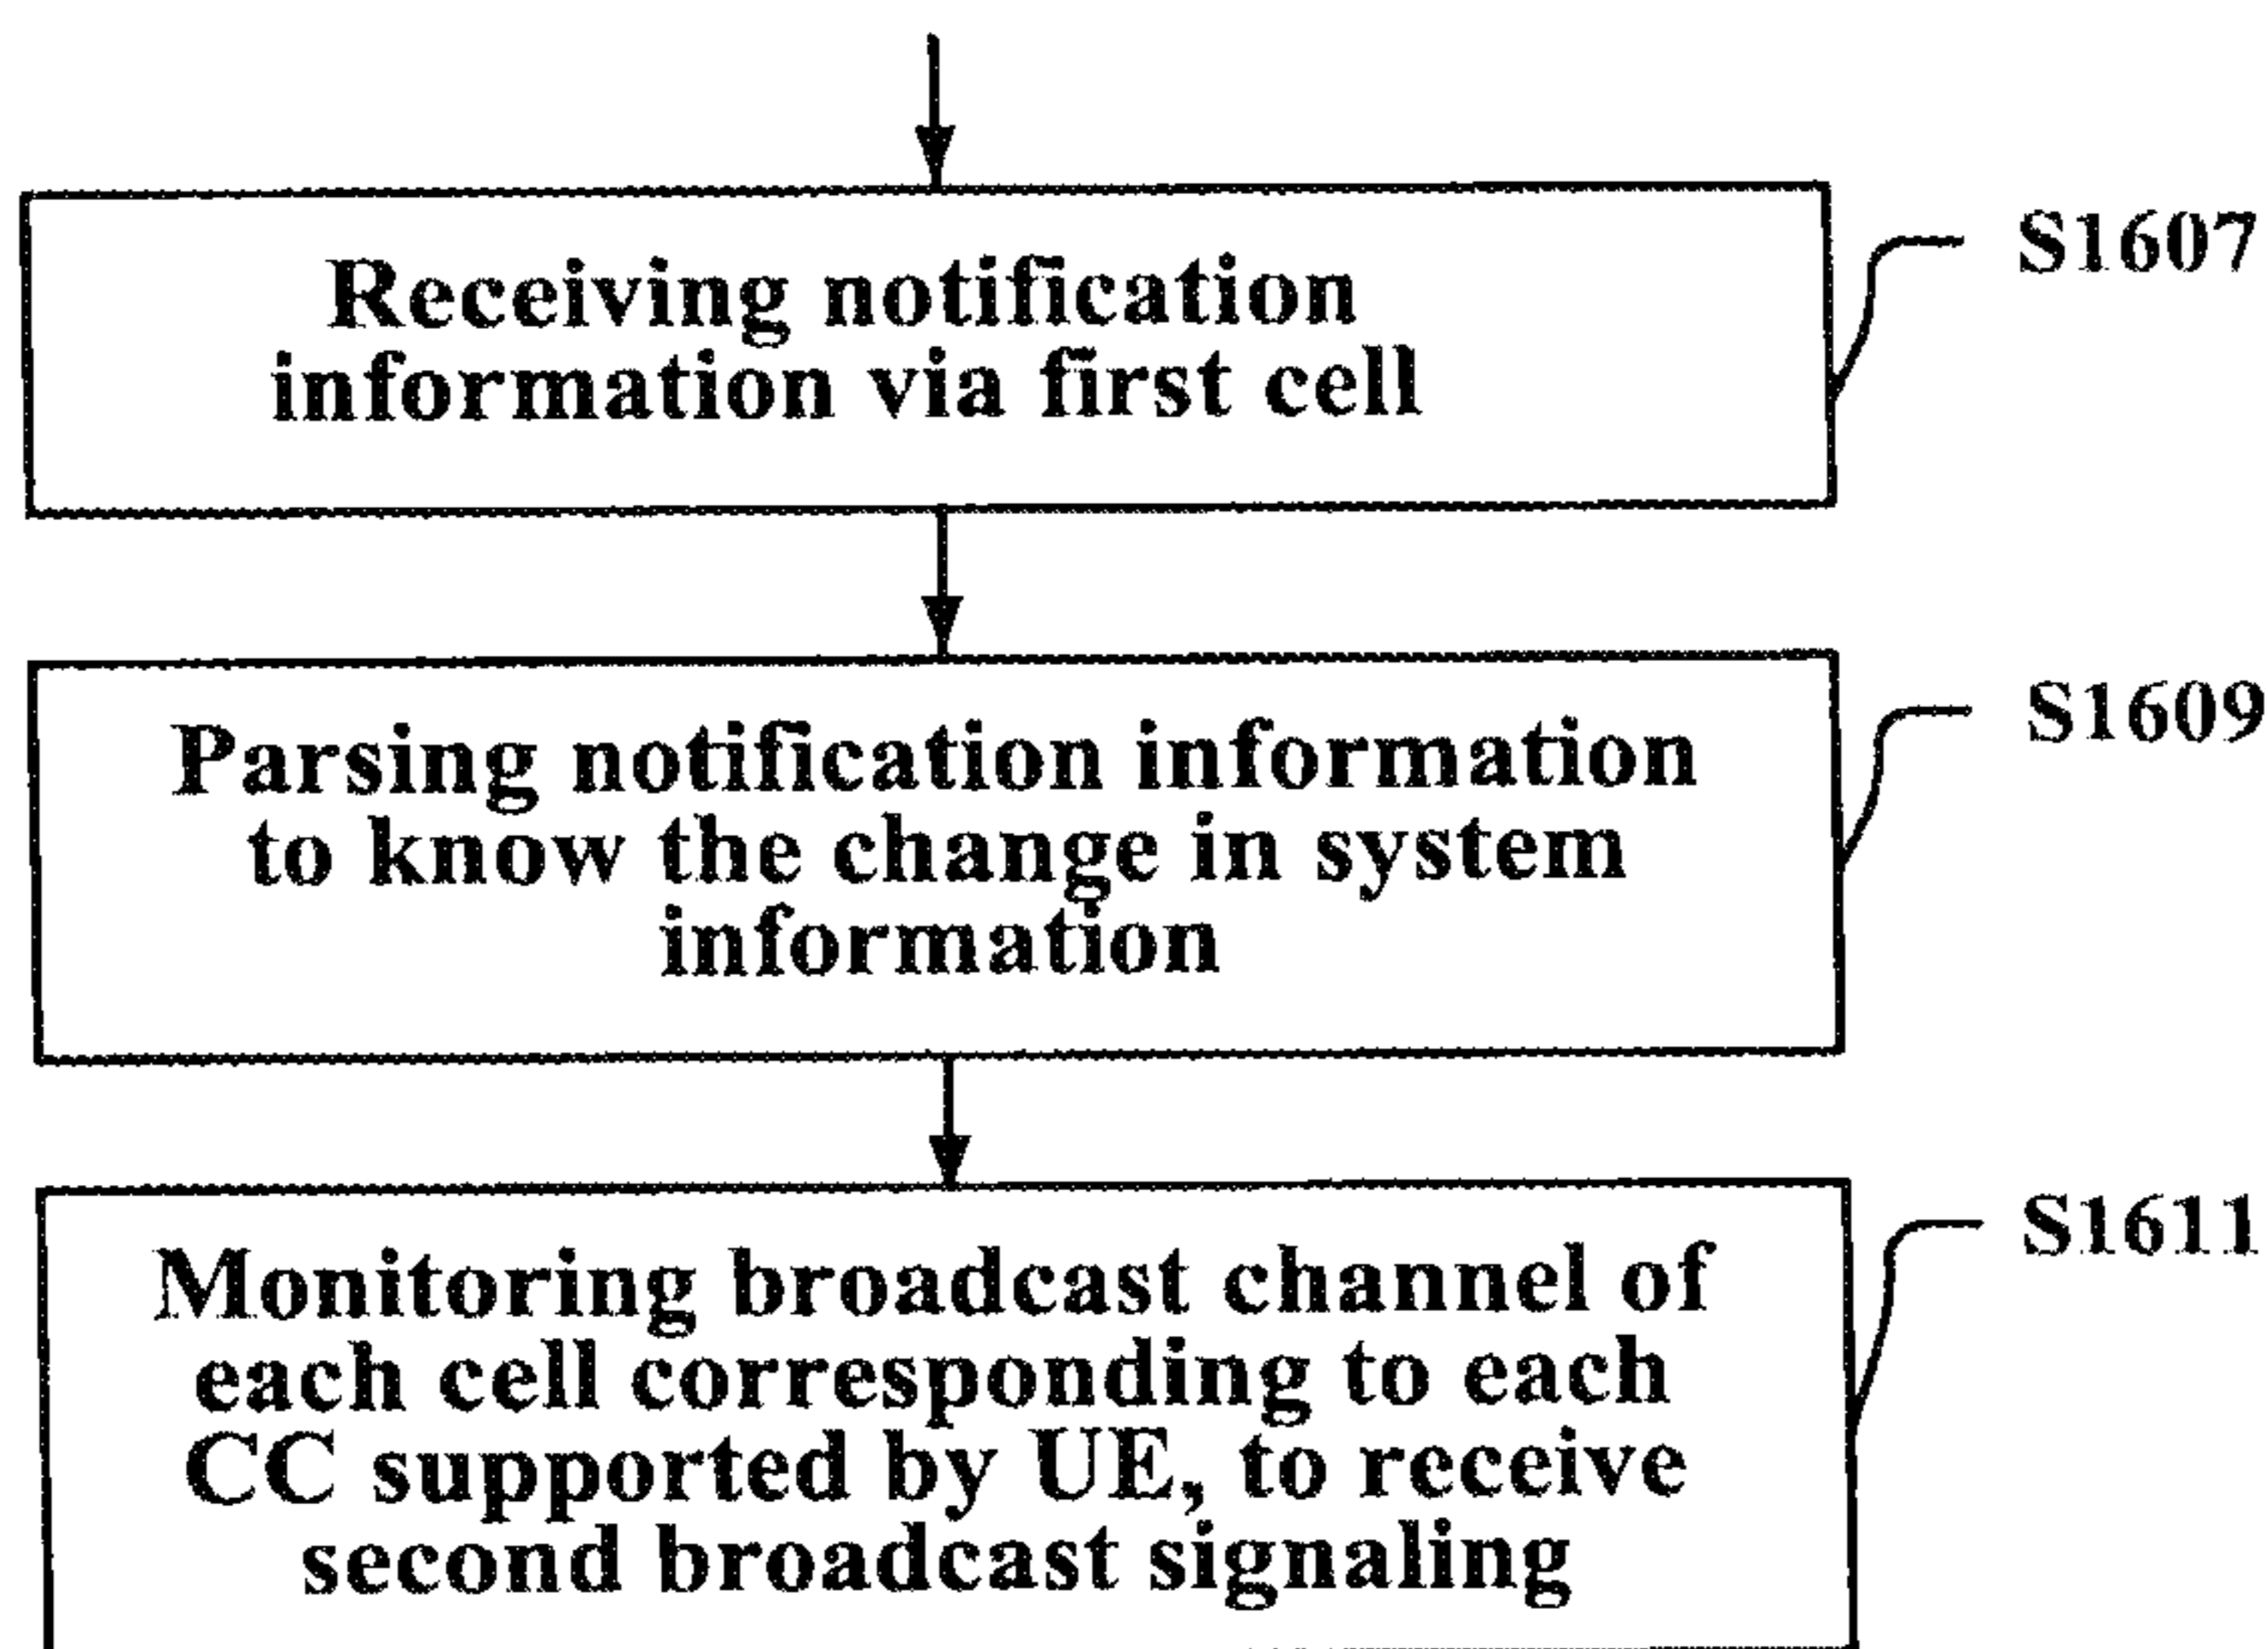 Receiving notification
information via first cell
S1607
Parsing notification information
to know the change in system
information
S1609
Monitoring broadcast channel of
each cell corresponding to each
CC supported by UE, to receive
second broadcast signaling
S1611